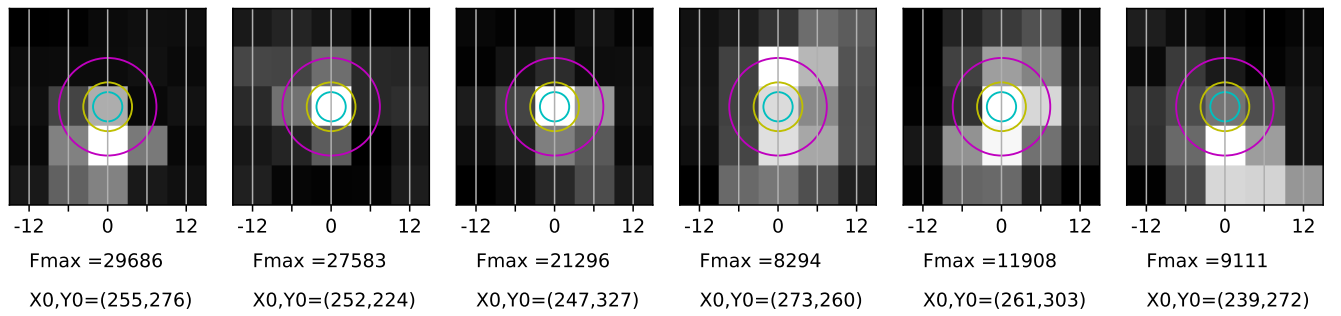 -12 0 12 -12 0 12 -12 0 12 -12 0 12 -12 0 12 -12 0 12
Fmax =29686 Fmax =27583 Fmax =21296 Fmax =8294 Fmax =11908 Fmax =9111
X0,Y0=(255,276) X0,Y0=(252,224) X0,Y0=(247,327) X0,Y0=(273,260) X0,Y0=(261,303) X0,Y0=(239,272)